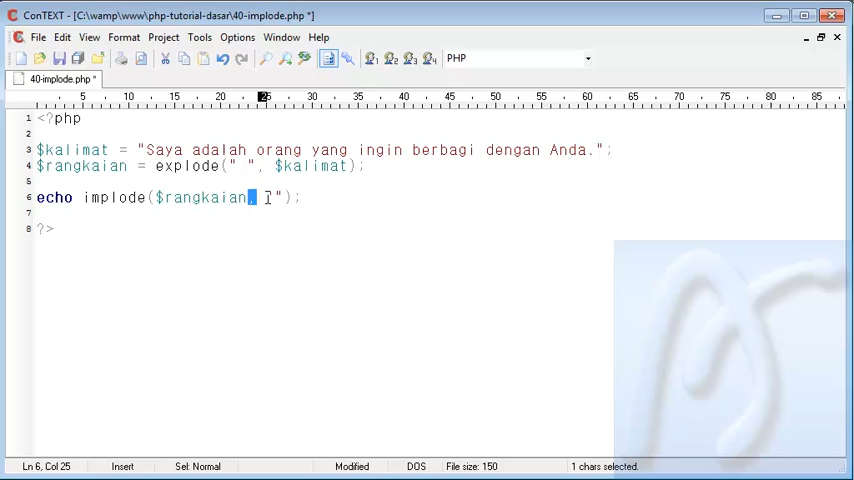 ConTEXT - [C:\wamp\www\php-tutorial-dasar\40-implode.php *]
File Edit View Format Project Tools Options Window Help
1 2 3 4 PHP
40-implode.php *
5 10 15 20 25 30 35 40 45 50 55 60 65 70 75 80 85
1 <?php
2
3 $kalimat = "Saya adalah orang yang ingin berbagi dengan Anda.";
4 $rangkaian = explode(" ", $kalimat);
5
6 echo implode($rangkaian, " ");
7
8 ?>
Ln 6, Col 25 Insert Sel: Normal Modified DOS File size: 150 1 chars selected.